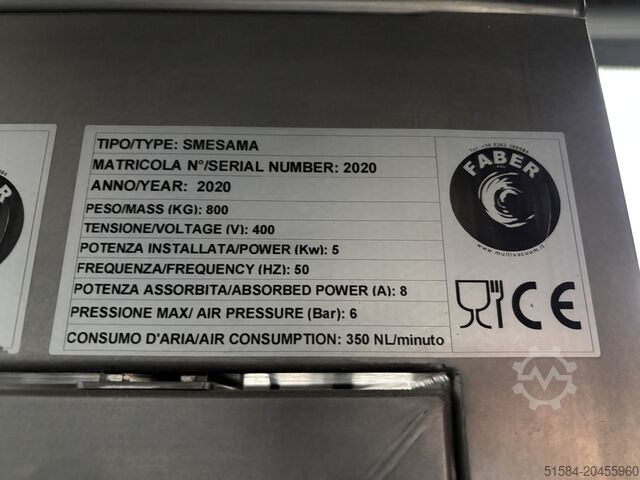 TIPO/TYPE: SMESAMA
MATRICOLA N°/SERIAL NUMBER: 2020
ANNO/YEAR: 2020
PESO/MASS (KG): 800
TENSIONE/VOLTAGE (V): 400
POTENZA INSTALLATA/POWER (Kw): 5
FREQUENZA/FREQUENCY (HZ): 50
POTENZA ASSORBITA/ABSORBED POWER (A): 8
PRESSIONE MAX/ AIR PRESSURE (Bar): 6
CONSUMO D'ARIA/AIR CONSUMPTION: 350 NL/minuto
FABER
www.multivacuum.it
CE
51584-20455960